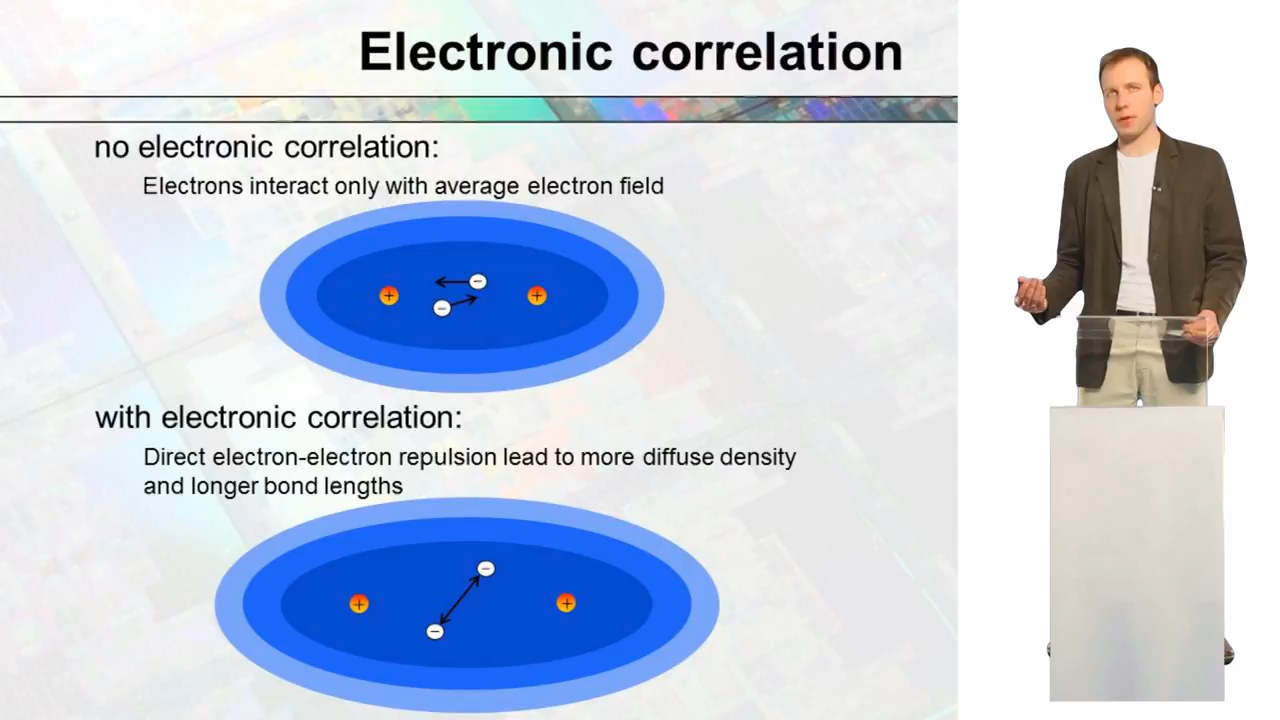 Electronic correlation
no electronic correlation:
Electrons interact only with average electron field
+
−
−
+
with electronic correlation:
Direct electron-electron repulsion lead to more diffuse density
and longer bond lengths
−
+
+
−